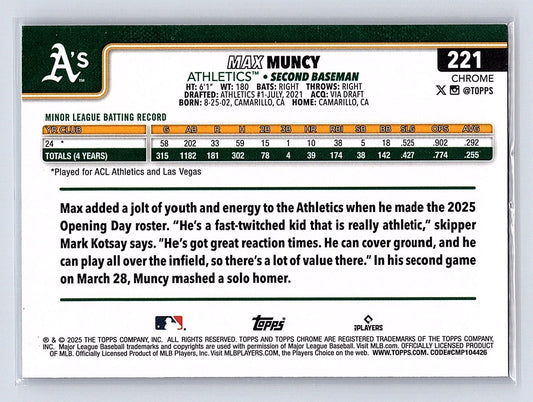 A's
TM
221
CHROME
X @TOPPS
MAX MUNCY
ATHLETICS™ • SECOND BASEMAN
HT: 6'1" WT: 180 BATS: RIGHT THROWS: RIGHT
DRAFTED: ATHLETICS #1-JULY, 2021 ACQ: VIA DRAFT
BORN: 8-25-02, CAMARILLO, CA HOME: CAMARILLO, CA
MINOR LEAGUE BATTING RECORD
YR CLUB G AB R H 2B 3B HR RBI SB BB SLG OPS AVG
24 * 58 202 33 59 15 1 10 38 5 18 .525 .902 .292
TOTALS (4 YEARS) 315 1182 181 302 78 4 39 174 38 142 .427 .774 .255
*Played for ACL Athletics and Las Vegas
Max added a jolt of youth and energy to the Athletics when he made the 2025
Opening Day roster. "He's a fast-twitched kid that is really athletic," skipper
Mark Kotsay says. "He's got great reaction times. He can cover ground, and he
can play all over the infield, so there's a lot of value there." In his second game
on March 28, Muncy mashed a solo homer.
Topps
PLAYERS
® & © 2025 THE TOPPS COMPANY, INC. ALL RIGHTS RESERVED. TOPPS AND TOPPS CHROME ARE REGISTERED TRADEMARKS OF THE TOPPS COMPANY,
INC. Major League Baseball trademarks and copyrights are used with permission of Major League Baseball. Visit MLB.com. OFFICIALLY LICENSED PRODUCT
OF MLB PLAYERS, INC. Officially Licensed Product of MLB Players, Inc. Visit MLBPLAYERS.com, the Players Choice on the web. WWW.TOPPS.COM. CODE#CMP104426